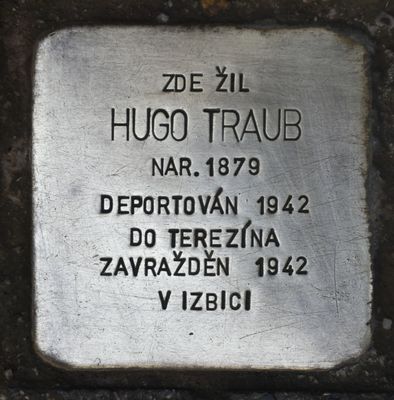 ZDE ŽIL
HUGO TRAUB
NAR. 1879
DEPORTOVÁN 1942
DO TEREZÍNA
ZAVRAŽDĚN 1942
V IZBICI